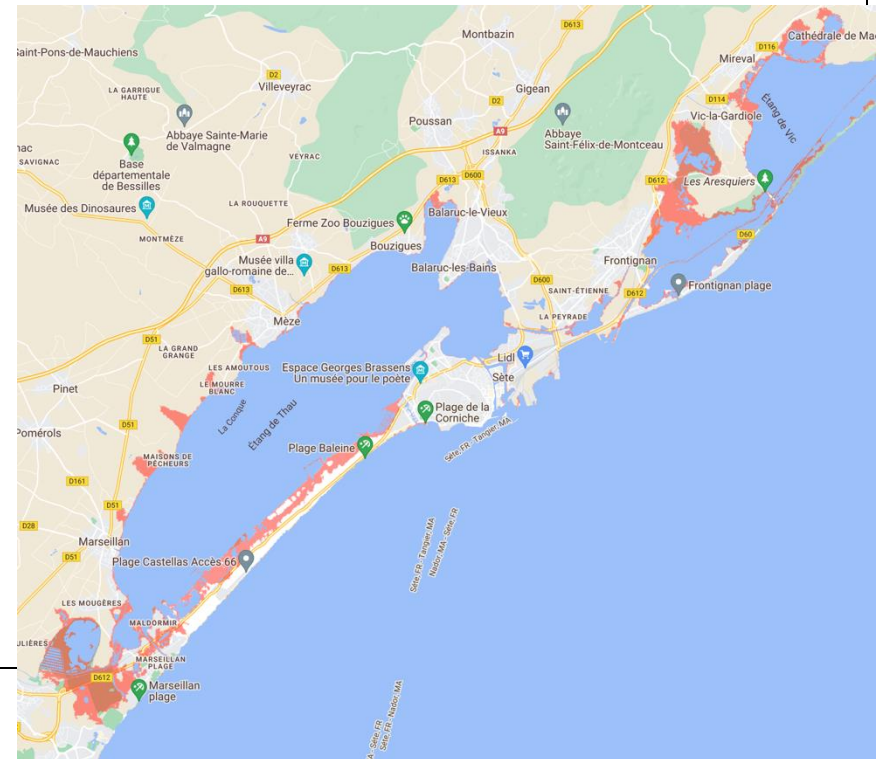 Montbazin
D613
Cathédrale de Ma
D116
Saint-Pons-de-Mauchiens
Mireval
D2
LA GARRIGUE
HAUTE
Villeveyrac
Gigean
D2
D114
Étang de Vic
Vic-la-Gardiole
Poussan
Abbaye Sainte-Marie
de Valmagne
A9
Abbaye
Saint-Félix-de-Montceau
nac
SAVIGNAC
Base
départementale
de Bessilles
VEYRAC
ISSANKA
D613
D600
D612
Les Aresquiers
Musée des Dinosaures
LA ROUQUETTE
Ferme Zoo Bouzigues
Balaruc-le-Vieux
MONTMÈZE
A9
Bouzigues
D60
Musée villa
gallo-romaine de...
D613
Balaruc-les-Bains
Frontignan
D613
D600
SAINT-ÉTIENNE
D612
Frontignan plage
Mèze
LA PEYRADE
D51
LA GRAND
GRANGE
Lidl
LES AMOUTOUS
Espace Georges Brassens
Un musée pour le poète
Sète
Pinet
LE MOURRE
BLANC
La Conque
Étang de Thau
Plage de la
Corniche
D51
Pomérols
Plage Baleine
Sète, FR - Tangier, MA
MAISONS DE
PÊCHEURS
D161
D51
D28
Sète, FR - Tangier, MA
Nador, MA - Sète, FR
Marseillan
D51
Plage Castellas Accès 66
LES MOUGÈRES
MALDORMIR
ULIÈRES
MARSEILLAN
PLAGE
D612
Marseillan
plage
A - Sète, FR
Sète, FR - Nador, MA